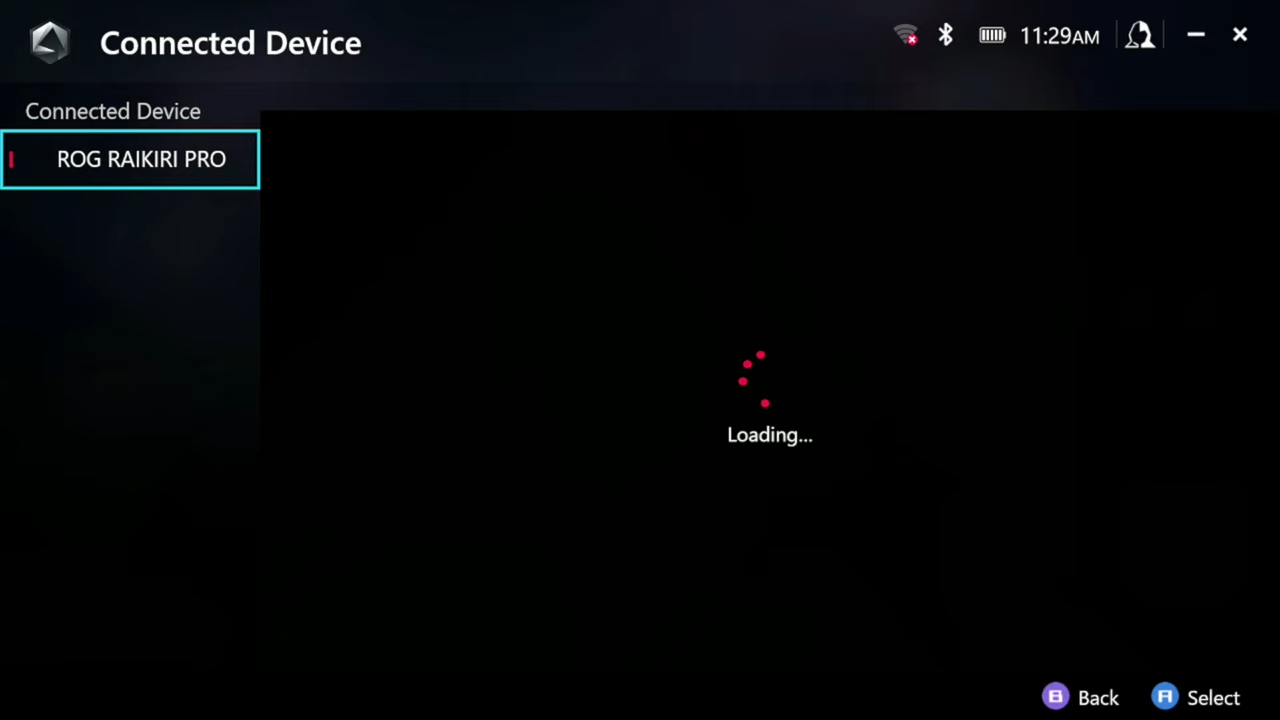 Connected Device
11:29AM
Connected Device
ROG RAIKIRI PRO
Loading...
B Back
A Select